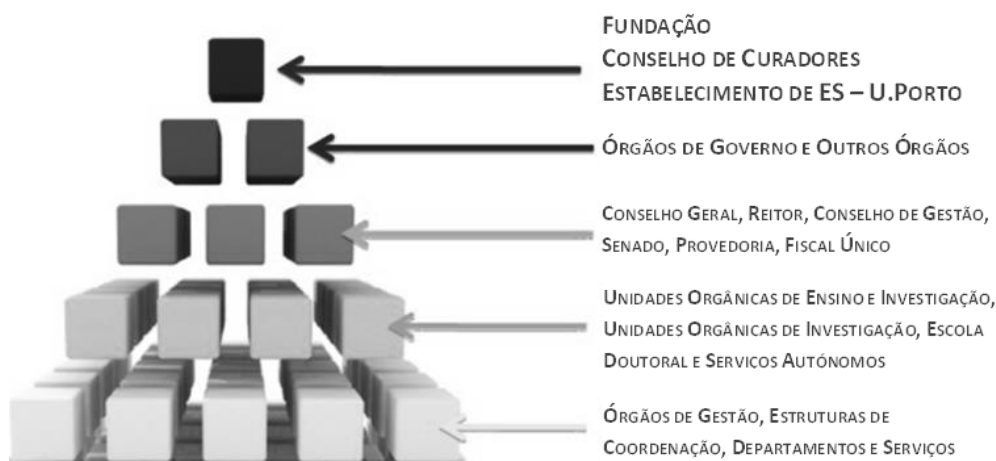 FUNDAÇÃO
CONSELHO DE CURADORES
ESTABELECIMENTO DE ES – U.PORTO
ÓRGÃOS DE GOVERNO E OUTROS ÓRGÃOS
CONSELHO GERAL, REITOR, CONSELHO DE GESTÃO,
SENADO, PROVEDORIA, FISCAL ÚNICO
UNIDADES ORGÂNICAS DE ENSINO E INVESTIGAÇÃO,
UNIDADES ORGÂNICAS DE INVESTIGAÇÃO, ESCOLA
DOUTORAL E SERVIÇOS AUTÓNOMOS
ÓRGÃOS DE GESTÃO, ESTRUTURAS DE
COORDENAÇÃO, DEPARTAMENTOS E SERVIÇOS